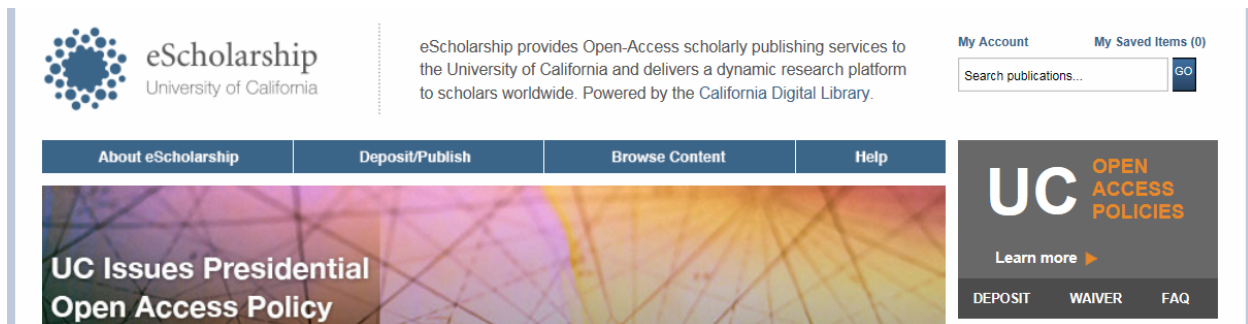 eScholarship
University of California
eScholarship provides Open-Access scholarly publishing services to
the University of California and delivers a dynamic research platform
to scholars worldwide. Powered by the California Digital Library.
My Account My Saved Items (0)
Search publications... GO
About eScholarship Deposit/Publish Browse Content Help
UC Issues Presidential
Open Access Policy
UC
OPEN
ACCESS
POLICIES
Learn more
DEPOSIT WAIVER FAQ